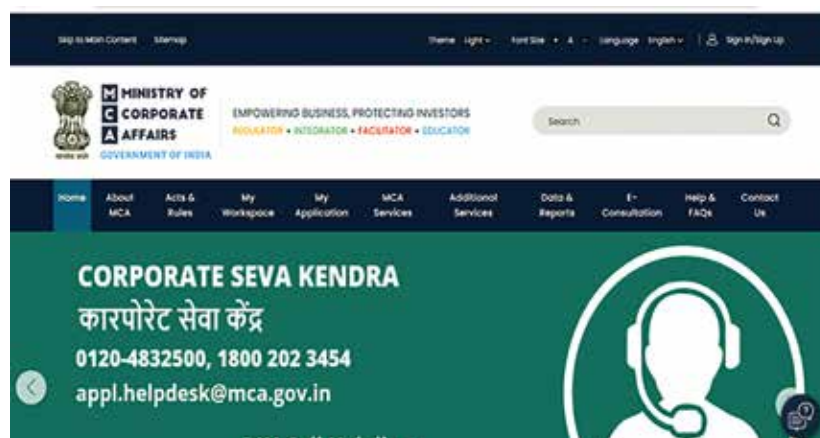 Skip to Main Content Sitemap Theme Light Font Size + A - Language English Sign In/Sign Up
MINISTRY OF
CORPORATE
AFFAIRS
GOVERNMENT OF INDIA
EMPOWERING BUSINESS, PROTECTING INVESTORS
REGULATOR • INTEGRATOR • FACILITATOR • EDUCATOR
Search
Home About MCA Acts & Rules My Workspace My Application MCA Services Additional Services Data & Reports E-Consultation Help & FAQs Contact Us
CORPORATE SEVA KENDRA
कारपोरेट सेवा केंद्र
0120-4832500, 1800 202 3454
appl.helpdesk@mca.gov.in